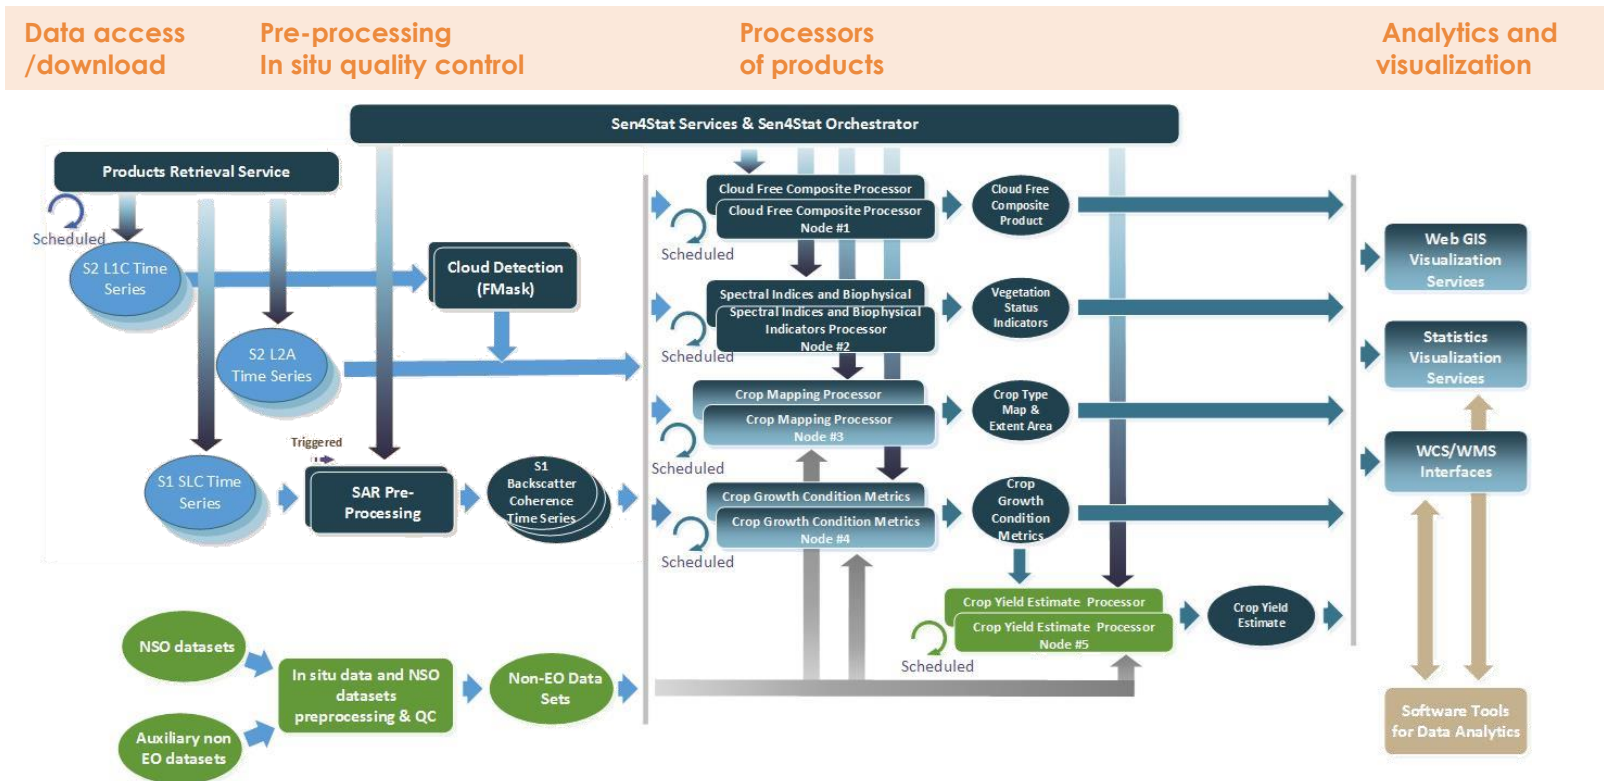 Data access
/download
Pre-processing
In situ quality control
Processors
of products
Analytics and
visualization
Sen4Stat Services & Sen4Stat Orchestrator
Products Retrieval Service
Scheduled
S2 L1C Time
Series
Cloud Detection
(FMask)
S2 L2A
Time Series
Triggered
S1 SLC Time
Series
SAR Pre-
Processing
S1
Backscatter
Coherence
Time Series
NSO datasets
Auxiliary non
EO datasets
In situ data and NSO
datasets
preprocessing & QC
Non-EO Data
Sets
Cloud Free Composite Processor
Cloud Free Composite Processor
Node #1
Scheduled
Cloud Free
Composite
Product
Spectral Indices and Biophysical
Spectral Indices and Biophysical
Indicators Processor
Node #2
Scheduled
Vegetation
Status
Indicators
Crop Mapping Processor
Crop Mapping Processor
Node #3
Scheduled
Crop Type
Map &
Extent Area
Crop Growth Condition Metrics
Crop Growth Condition Metrics
Node #4
Scheduled
Crop
Growth
Condition
Metrics
Crop Yield Estimate Processor
Crop Yield Estimate Processor
Node #5
Scheduled
Crop Yield
Estimate
Web GIS
Visualization
Services
Statistics
Visualization
Services
WCS/WMS
Interfaces
Software Tools
for Data Analytics